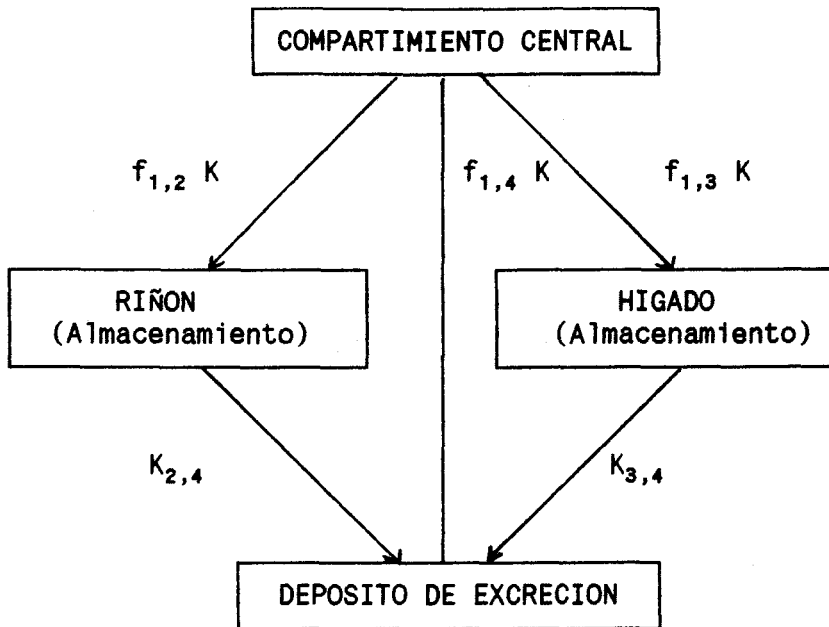 COMPARTIMIENTO CENTRAL
f1,2 K
f1,4 K
f1,3 K
RIÑON
(Almacenamiento)
HIGADO
(Almacenamiento)
K2,4
K3,4
DEPOSITO DE EXCRECION